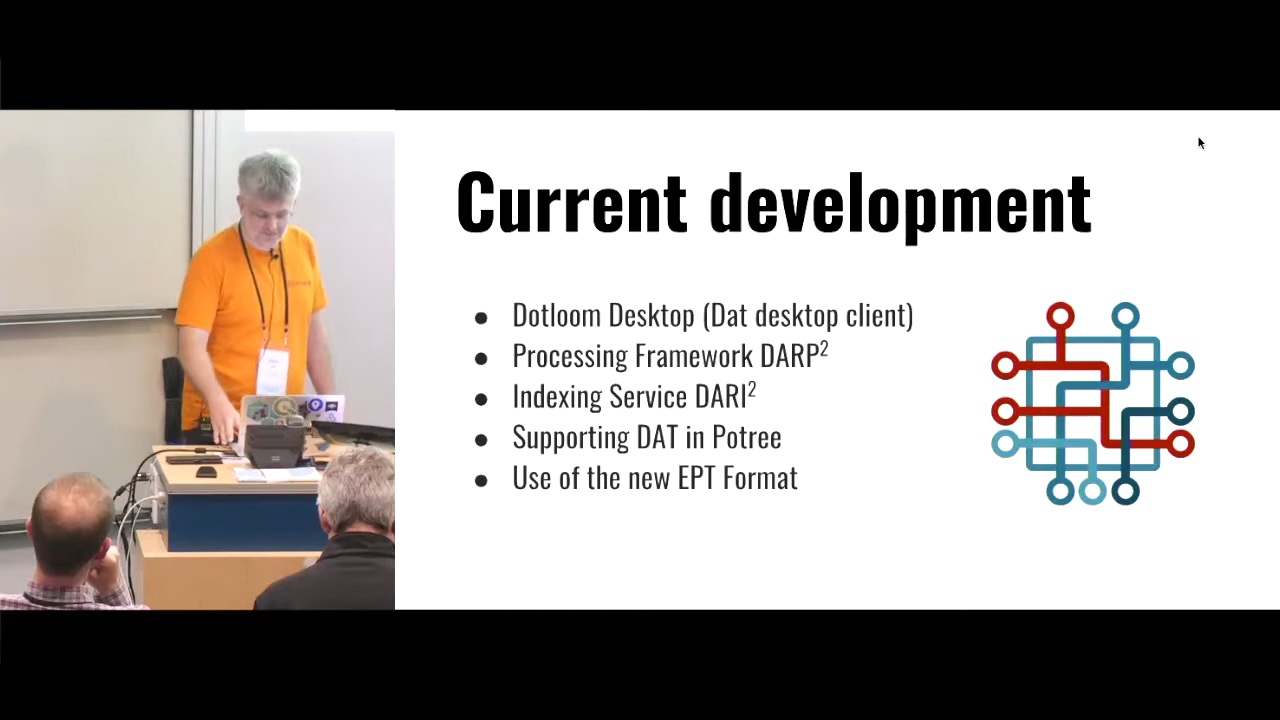 Current development
● Dotloom Desktop (Dat desktop client)
● Processing Framework DARP²
● Indexing Service DARI²
● Supporting DAT in Potree
● Use of the new EPT Format